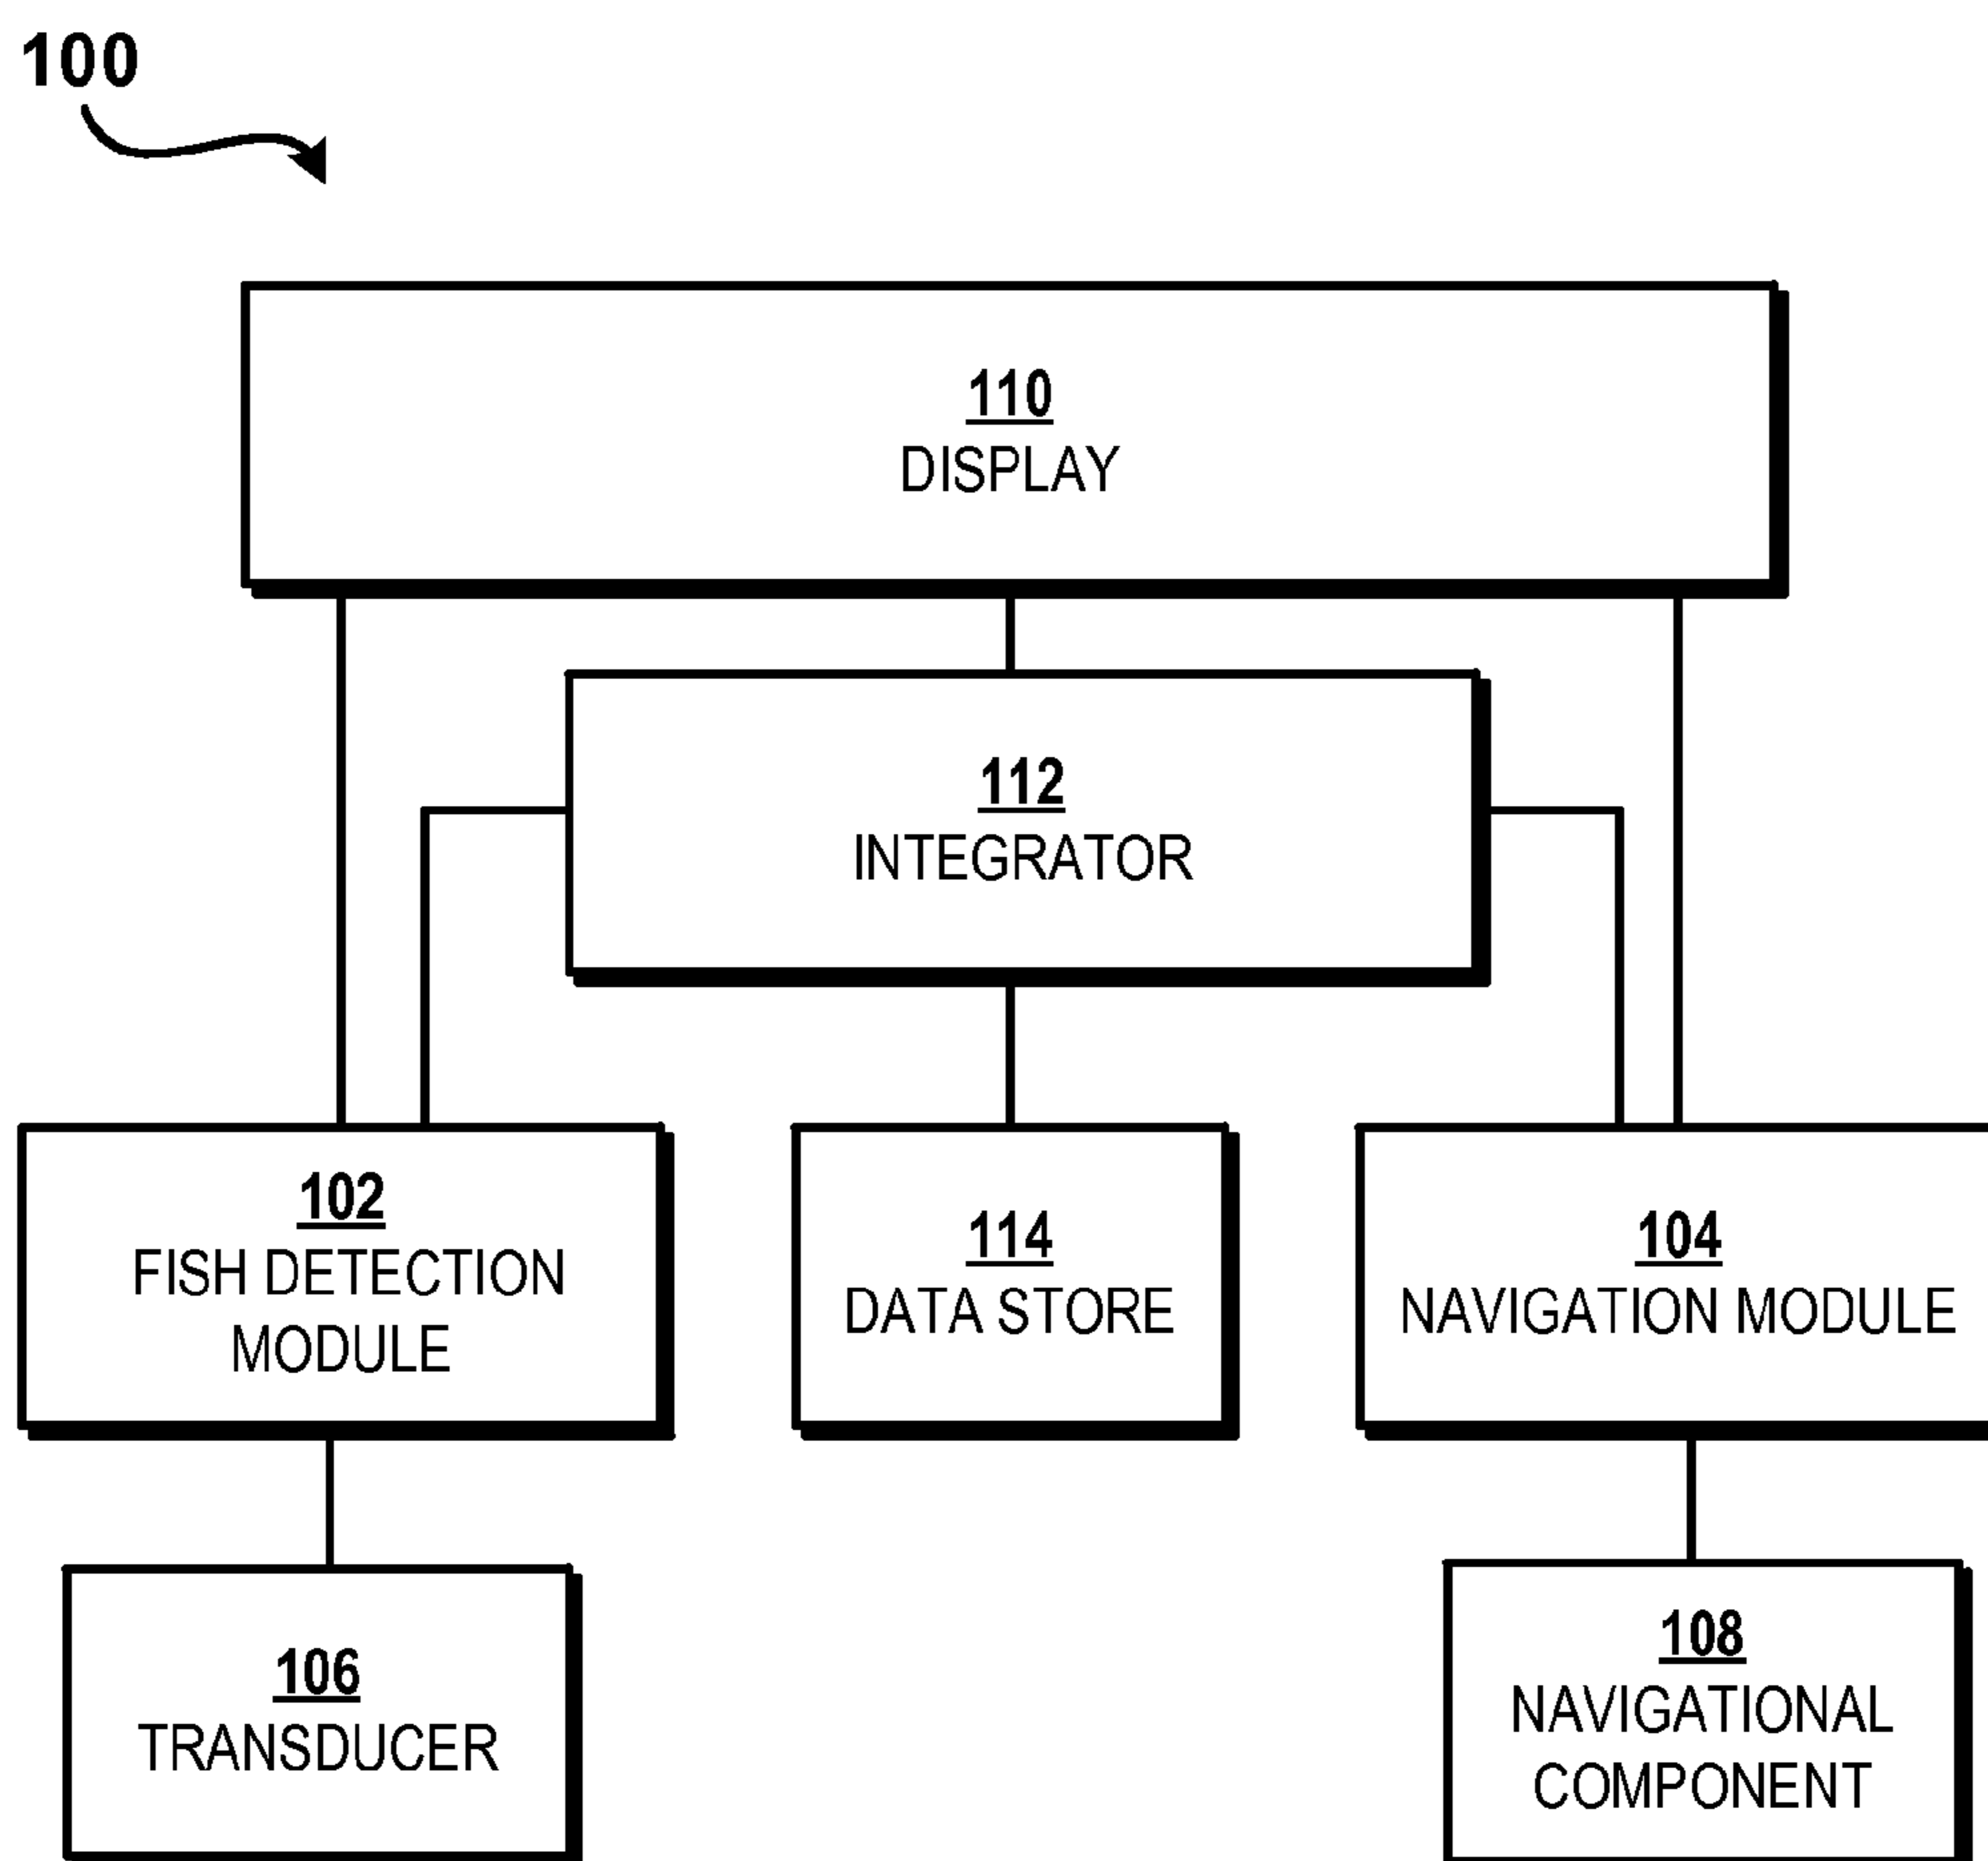 100
110
DISPLAY
112
INTEGRATOR
102
FISH DETECTION
MODULE
114
DATA STORE
104
NAVIGATION MODULE
106
TRANSDUCER
108
NAVIGATIONAL
COMPONENT